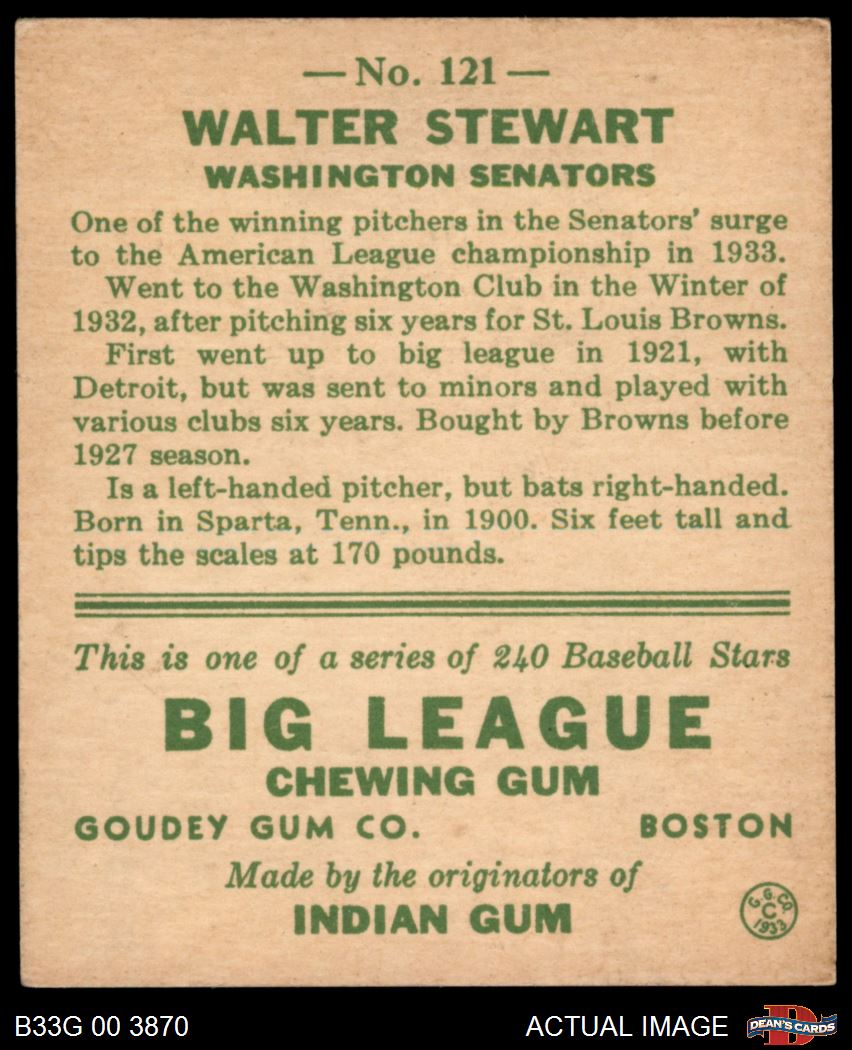 — No. 121 —
WALTER STEWART
WASHINGTON SENATORS
One of the winning pitchers in the Senators' surge
to the American League championship in 1933.
Went to the Washington Club in the Winter of
1932, after pitching six years for St. Louis Browns.
First went up to big league in 1921, with
Detroit, but was sent to minors and played with
various clubs six years. Bought by Browns before
1927 season.
Is a left-handed pitcher, but bats right-handed.
Born in Sparta, Tenn., in 1900. Six feet tall and
tips the scales at 170 pounds.
This is one of a series of 240 Baseball Stars
BIG LEAGUE
CHEWING GUM
GOUDEY GUM CO. BOSTON
Made by the originators of
INDIAN GUM
G.G.CO.
C
1933
B33G 00 3870 ACTUAL IMAGE
D
DEAN'S CARDS